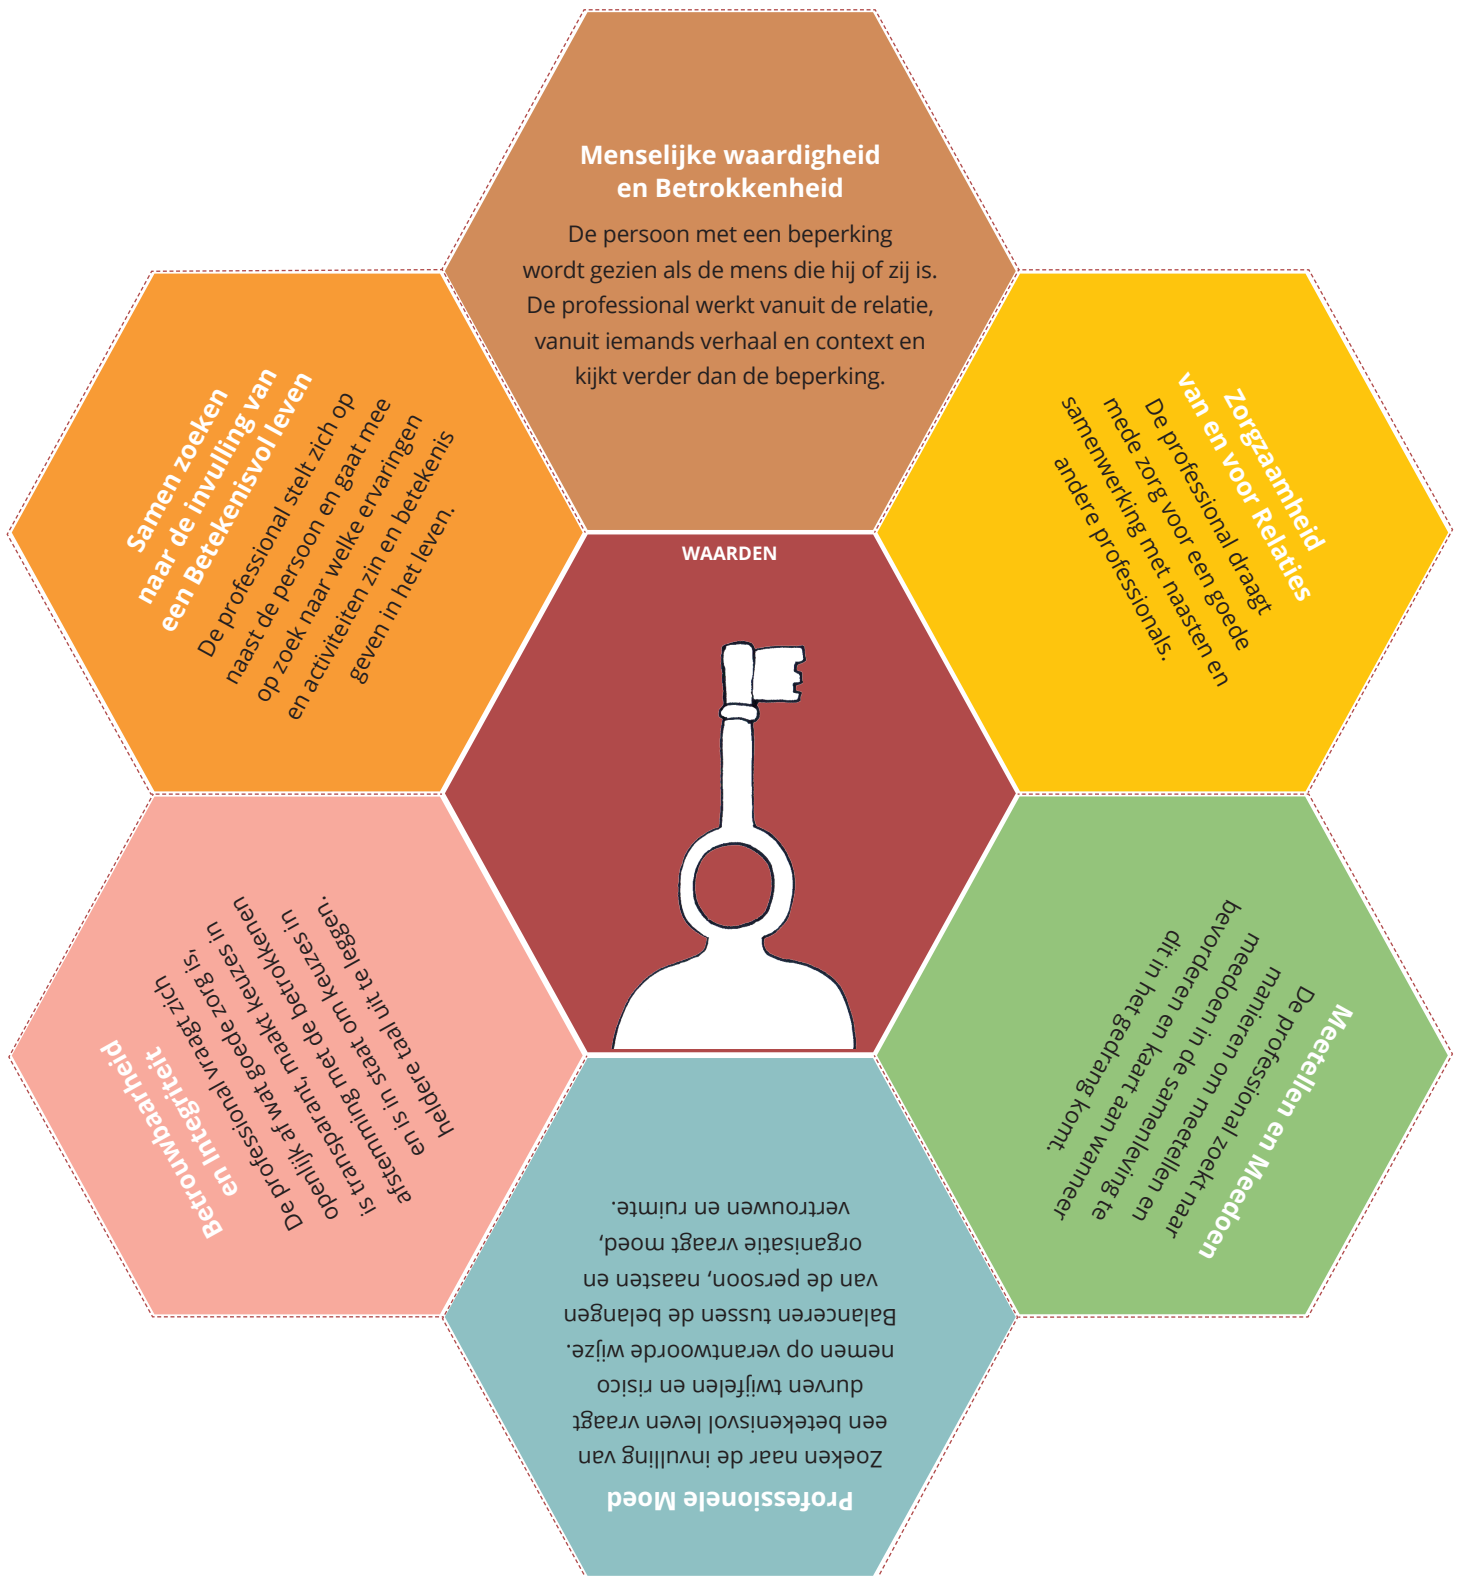 Menselijke waardigheid
en Betrokkenheid
De persoon met een beperking
wordt gezien als de mens die hij of zij is.
De professional werkt vanuit de relatie,
vanuit iemands verhaal en context en
kijkt verder dan de beperking.
Zorgzaamheid
van en voor Relaties
De professional draagt
mede zorg voor een goede
samenwerking met naasten en
andere professionals.
Meetellen en Meedoen
De professional zoekt naar
manieren om meetellen en
meedoen in de samenleving te
bevorderen en kaart aan wanneer
dit in het gedrang komt.
Professionele Moed
Zoeken naar de invulling van
een betekenisvol leven vraagt
durven twijfelen en risico
nemen op verantwoorde wijze.
Balanceren tussen de belangen
van de persoon, naasten en
organisatie vraagt moed,
vertrouwen en ruimte.
Betrouwbaarheid
en Integriteit
De professional vraagt zich
openlijk af wat goede zorg is,
is transparant, maakt keuzes in
afstemming met de betrokkenen
en is in staat om keuzes in
heldere taal uit te leggen.
Samen zoeken
naar de invulling van
een Betekenisvol leven
De professional stelt zich op
naast de persoon en gaat mee
op zoek naar welke ervaringen
en activiteiten zin en betekenis
geven in het leven.
WAARDEN